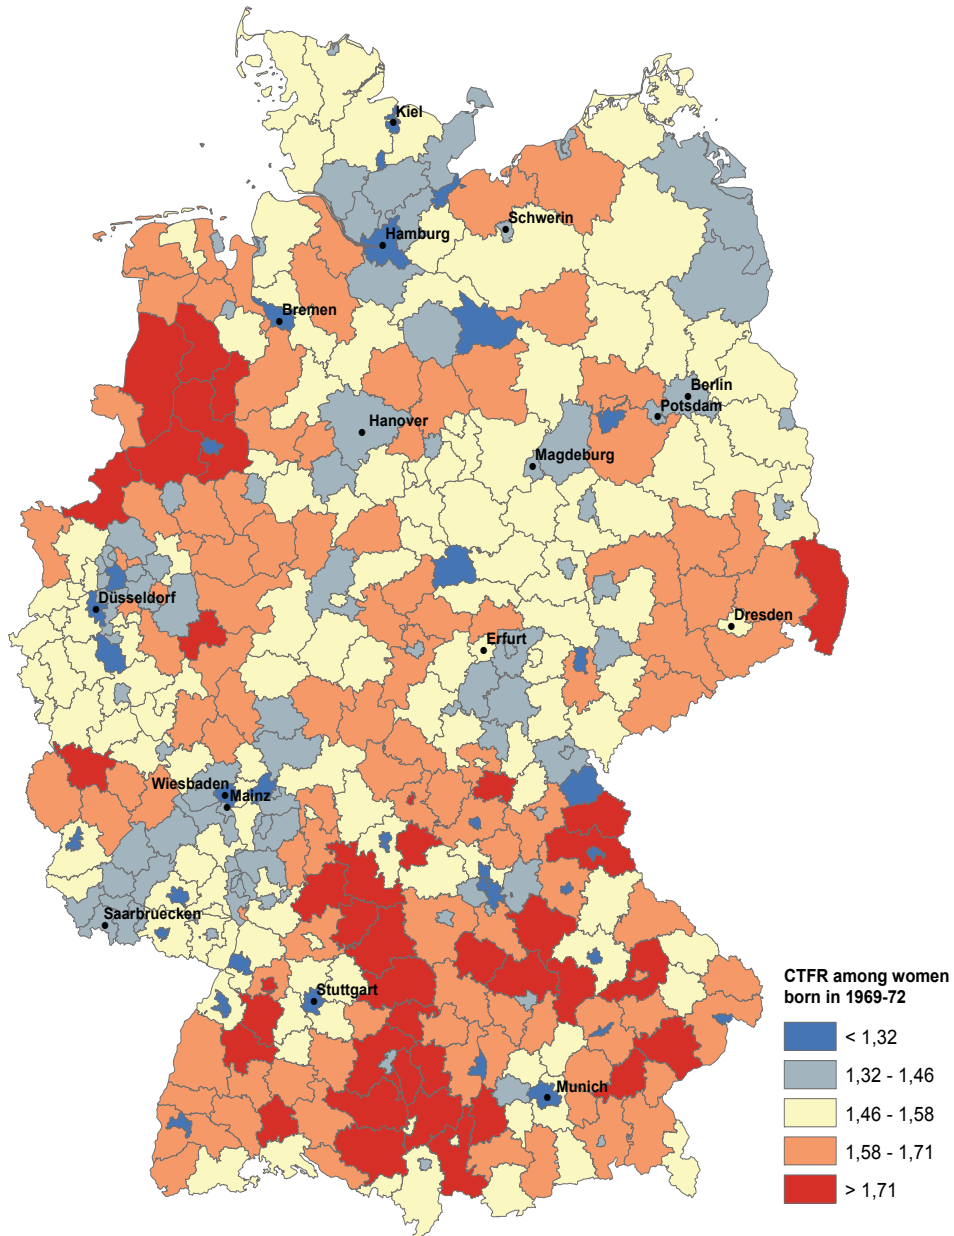 Kiel
Schwerin
Hamburg
Bremen
Berlin
Potsdam
Hanover
Magdeburg
Düsseldorf
Dresden
Erfurt
Wiesbaden
Mainz
Saarbruecken
Stuttgart
Munich
CTFR among women
born in 1969-72
< 1,32
1,32 - 1,46
1,46 - 1,58
1,58 - 1,71
> 1,71